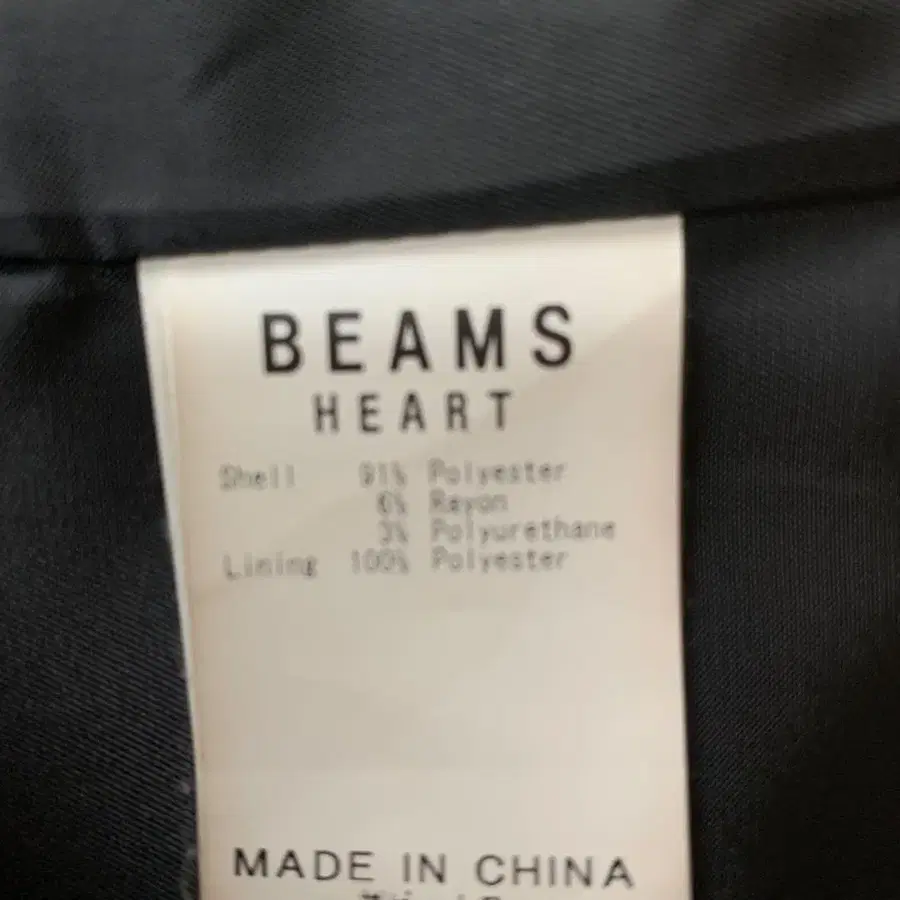 BEAMS
HEART
Shell 91% Polyester
6% Rayon
3% Polyurethane
Lining 100% Polyester
MADE IN CHINA